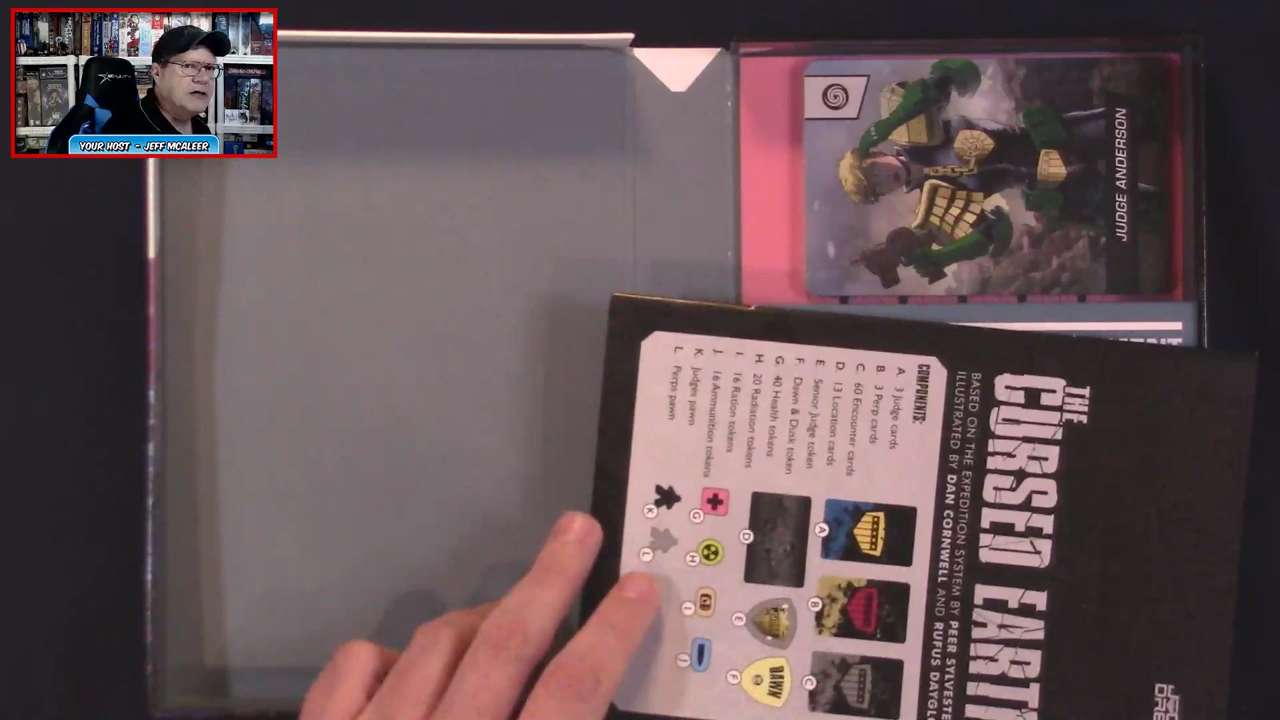 YOUR HOST - JEFF MCALEER
JUDGE ANDERSON
THE
CURSED EARTH
BASED ON THE EXPEDITION SYSTEM BY PEER SYLVESTE
ILLUSTRATED BY DAN CORNWELL AND RUFUS DAYGLO
COMPONENTS:
A. 3 Judge cards
B. 3 Perp cards
C. 60 Encounter cards
D. 13 Location cards
E. Senior Judge token
F. Dawn & Dusk token
G. 40 Health tokens
H. 20 Radiation tokens
I. 16 Ration tokens
J. 16 Ammunition tokens
K. Judges pawn
L. Perps pawn
A
B
C
D
E
DAWN
F
G
H
I
J
K
L